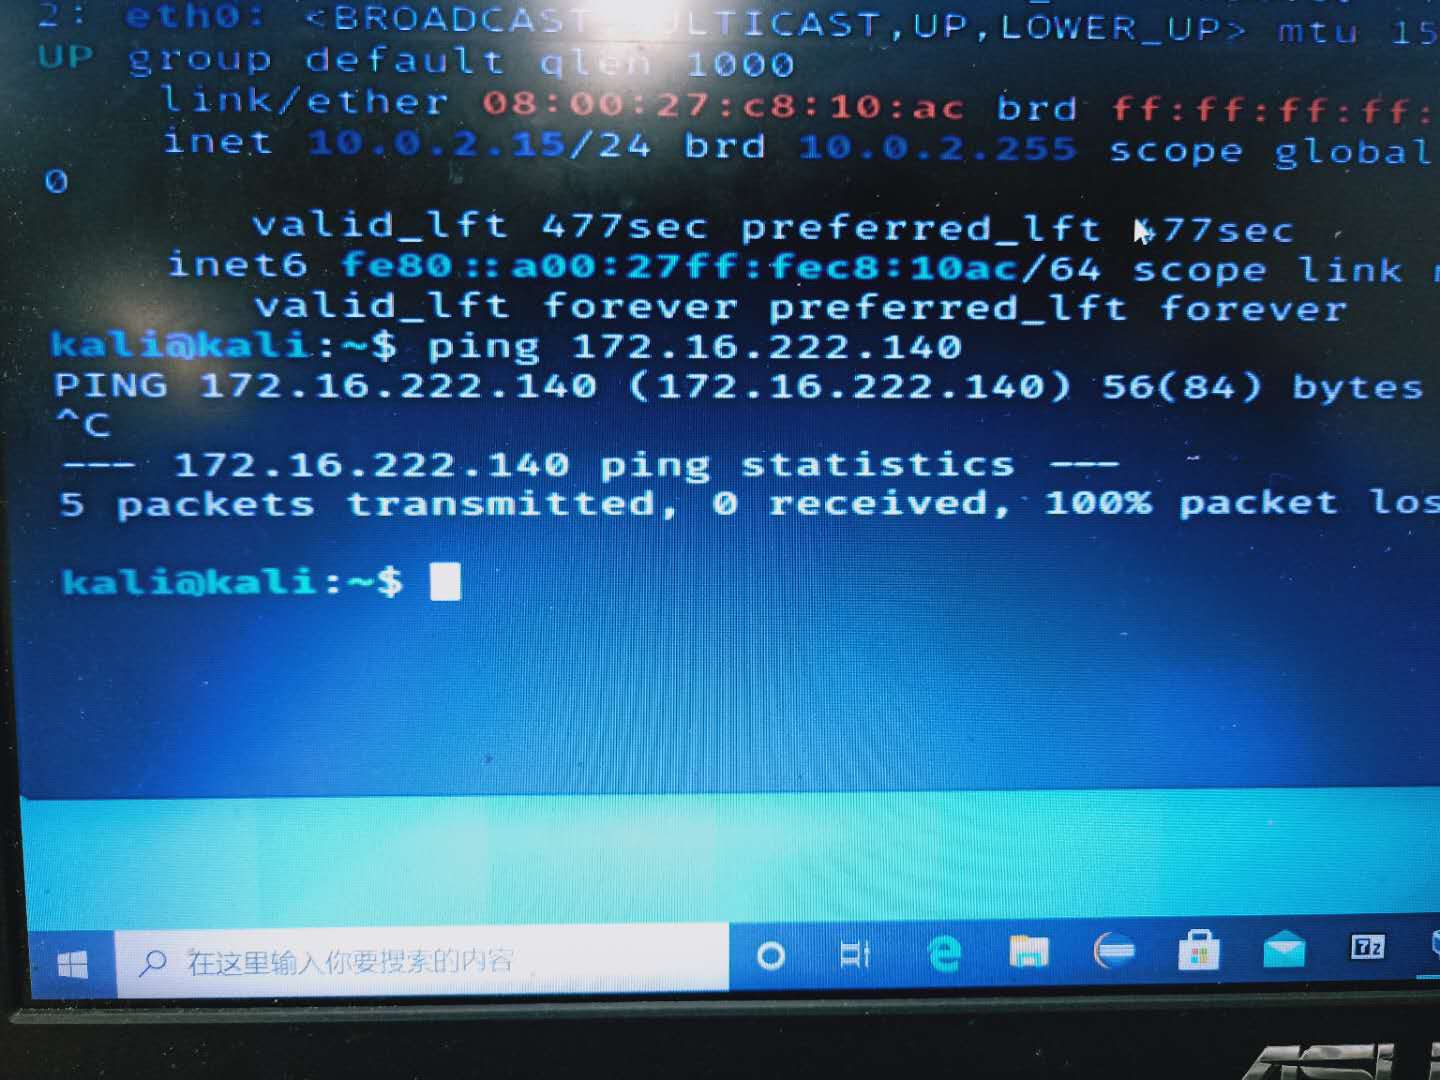 2: eth0: <BROADCAST,MULTICAST,UP,LOWER_UP> mtu 15
UP group default qlen 1000
link/ether 08:00:27:c8:10:ac brd ff:ff:ff:ff:
inet 10.0.2.15/24 brd 10.0.2.255 scope global
0
valid_lft 477sec preferred_lft 477sec
inet6 fe80::a00:27ff:fec8:10ac/64 scope link
valid_lft forever preferred_lft forever
kali@kali:~$ ping 172.16.222.140
PING 172.16.222.140 (172.16.222.140) 56(84) bytes
^C
--- 172.16.222.140 ping statistics ---
5 packets transmitted, 0 received, 100% packet los
kali@kali:~$
在这里输入你要搜索的内容
7z